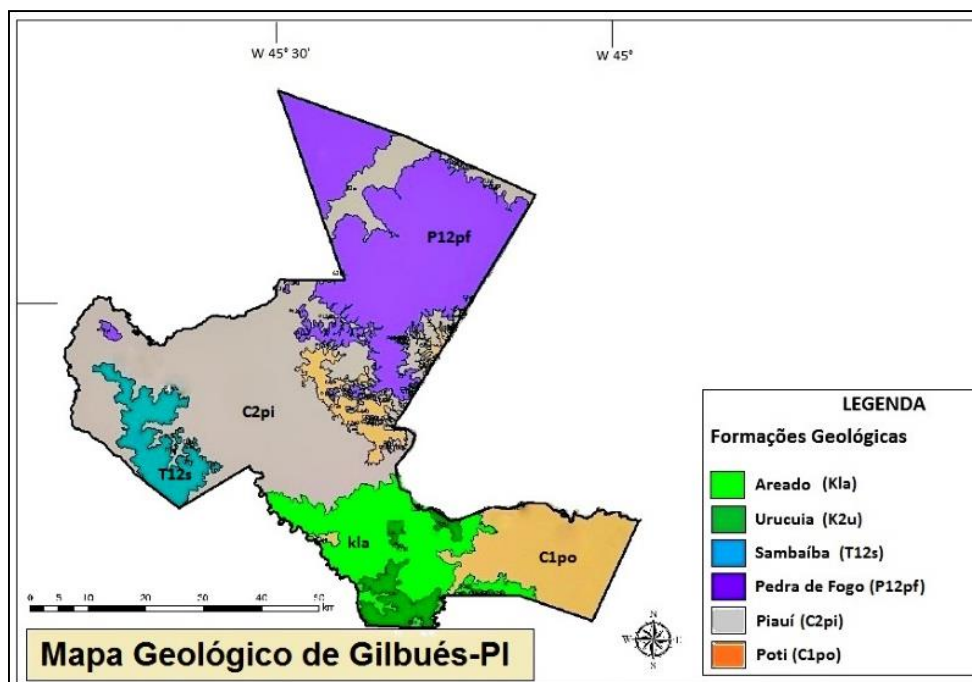 W 45° 30'
W 45°
P12pf
C2pi
T12s
kla
C1po
0 5 10 20 30 40 50
km
Mapa Geológico de Gilbués-PI
N
W E
S
LEGENDA
Formações Geológicas
Areado (Kla)
Urucuia (K2u)
Sambaíba (T12s)
Pedra de Fogo (P12pf)
Piauí (C2pi)
Poti (C1po)